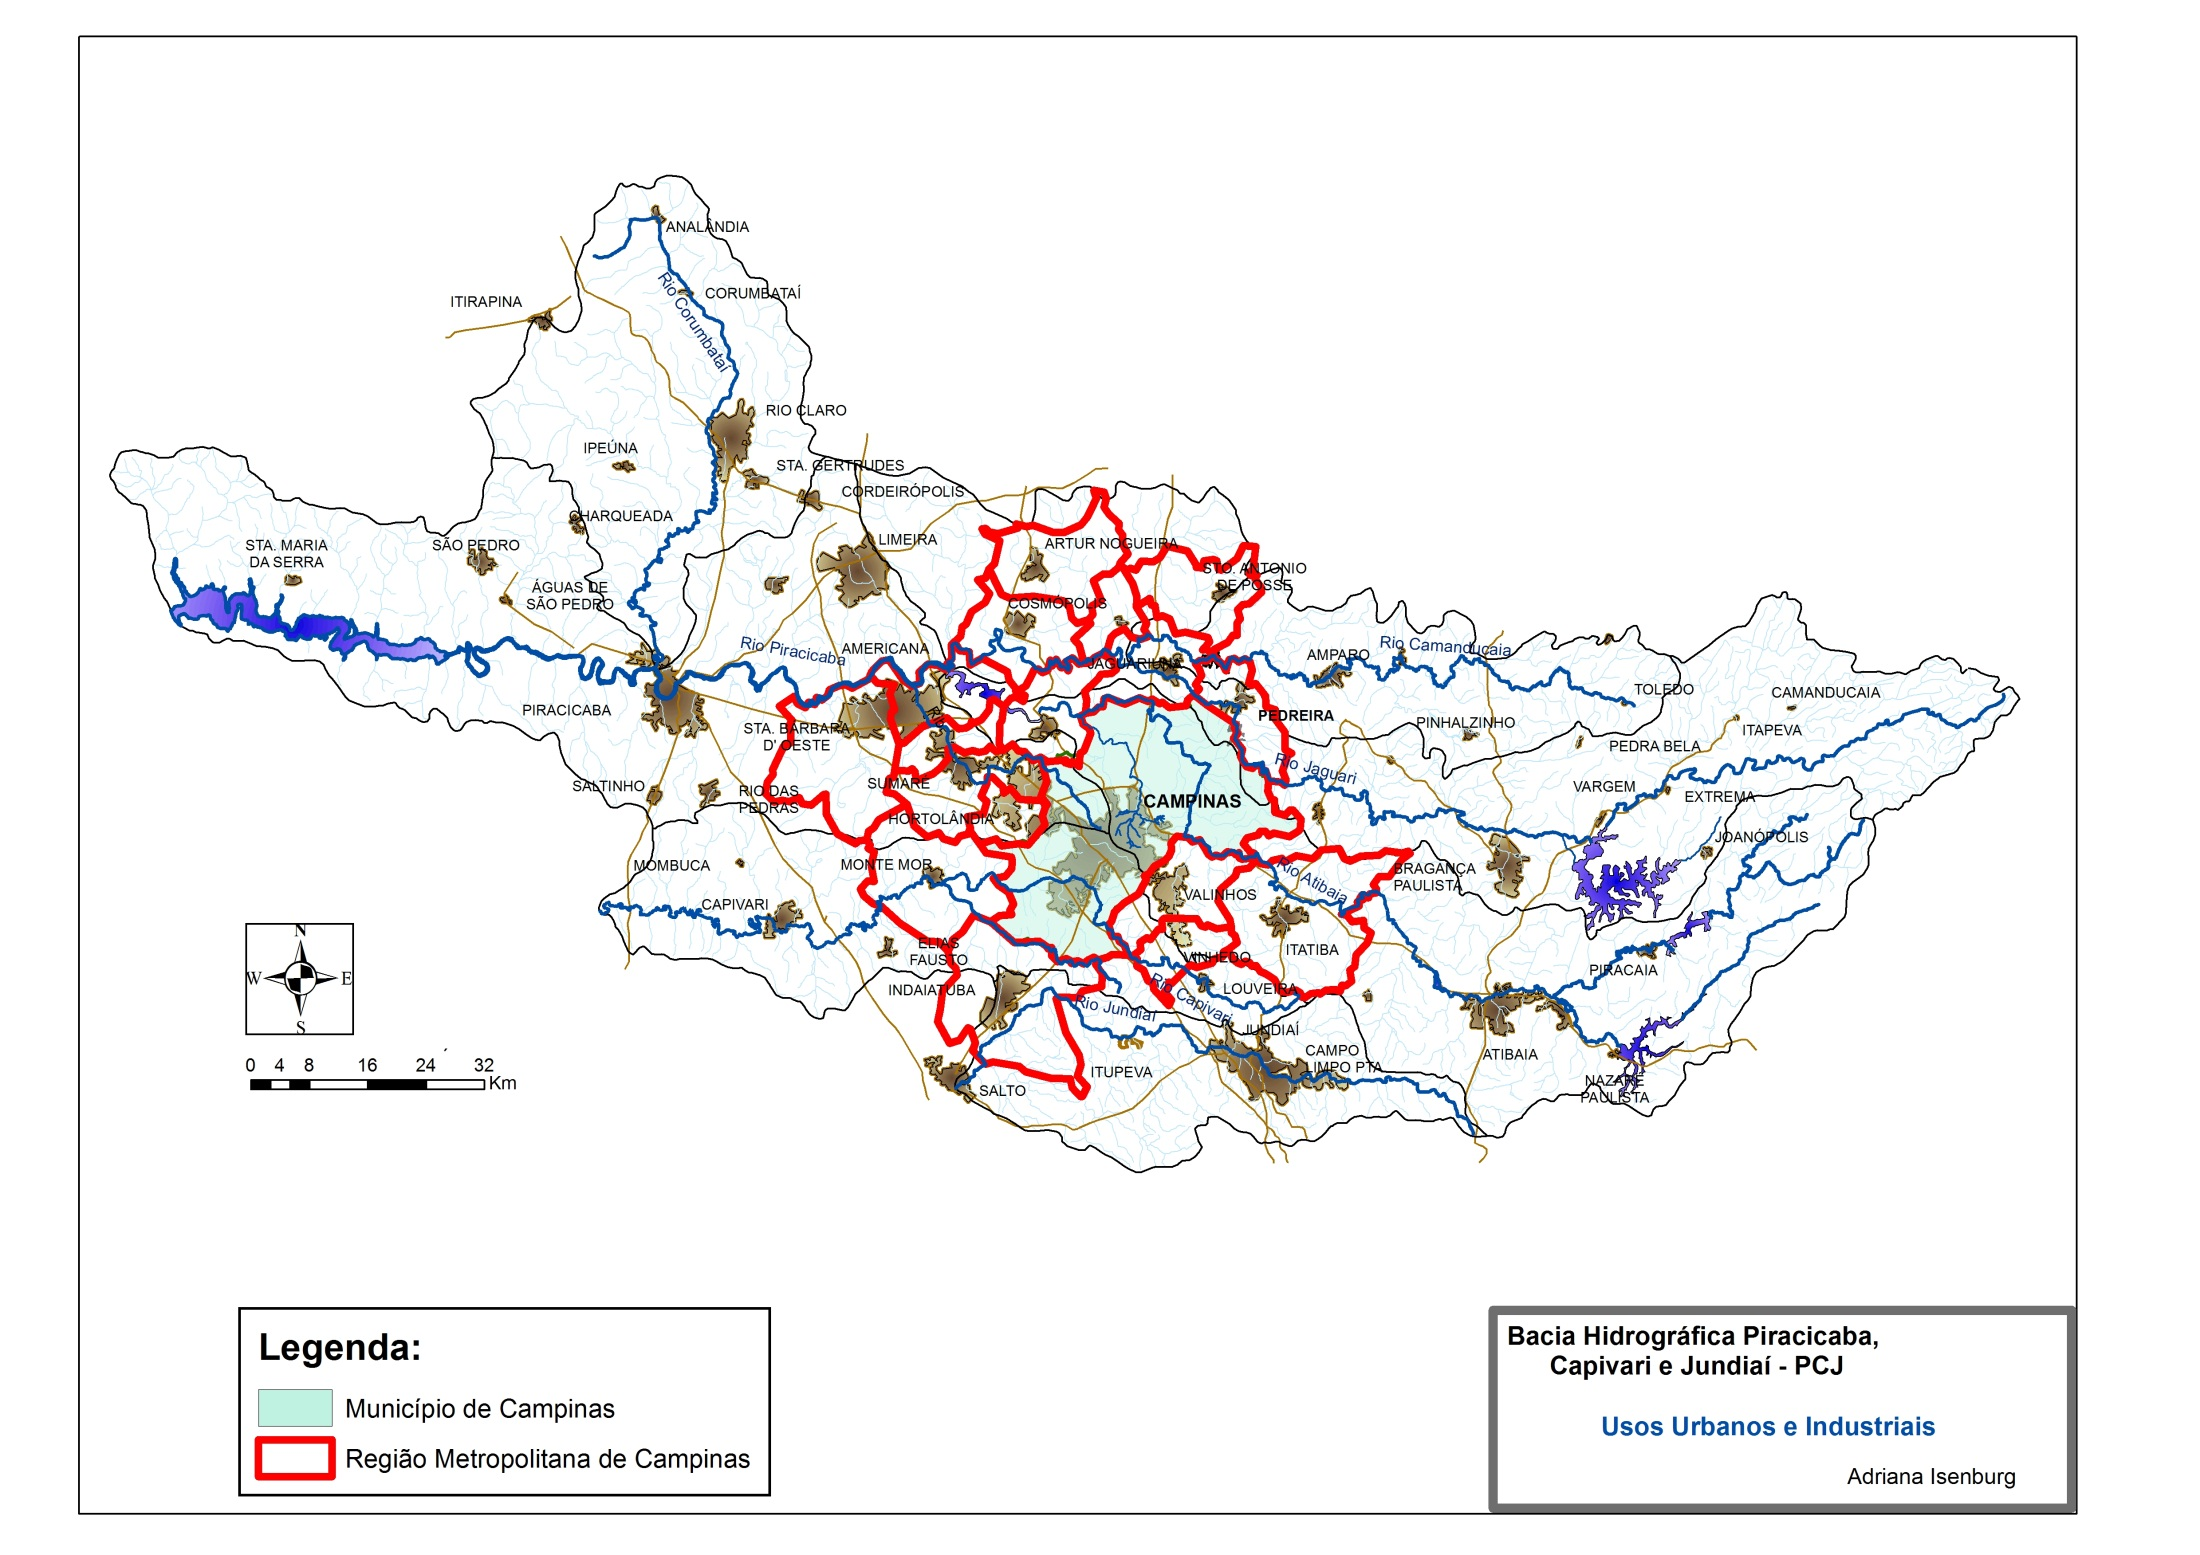 ANALÂNDIA
CORUMBATAÍ
ITIRAPINA
Rio Corumbataí
RIO CLARO
IPEÚNA
STA. GERTRUDES
CORDEIRÓPOLIS
CHARQUEADA
LIMEIRA
STA. MARIA
DA SERRA
SÃO PEDRO
ÁGUAS DE
SÃO PEDRO
ARTUR NOGUEIRA
STO. ANTONIO
DE POSSE
COSMÓPOLIS
AMERICANA
Rio Piracicaba
JAGUARIÚNA
AMPARO
Rio Camanducaia
TOLEDO
CAMANDUCAIA
PIRACICABA
STA. BÁRBARA
D' OESTE
PEDREIRA
PINHALZINHO
ITAPEVA
PEDRA BELA
SALTINHO
RIO DAS
PEDRAS
SUMARÉ
Rio Jaguari
CAMPINAS
VARGEM
EXTREMA
HORTOLÂNDIA
JOANÓPOLIS
MOMBUCA
MONTE MOR
Rio Atibaia
BRAGANÇA
PAULISTA
VALINHOS
CAPIVARI
ELIAS
FAUSTO
VINHEDO
ITATIBA
PIRACAIA
INDAIATUBA
LOUVEIRA
Rio Capivari
Rio Jundiaí
JUNDIAÍ
CAMPO
LIMPO PTA
ATIBAIA
ITUPEVA
SALTO
NAZARÉ
PAULISTA
N
W E
S
0 4 8 16 24 32
Km
Legenda:
Município de Campinas
Região Metropolitana de Campinas
Bacia Hidrográfica Piracicaba,
Capivari e Jundiaí - PCJ
Usos Urbanos e Industriais
Adriana Isenburg